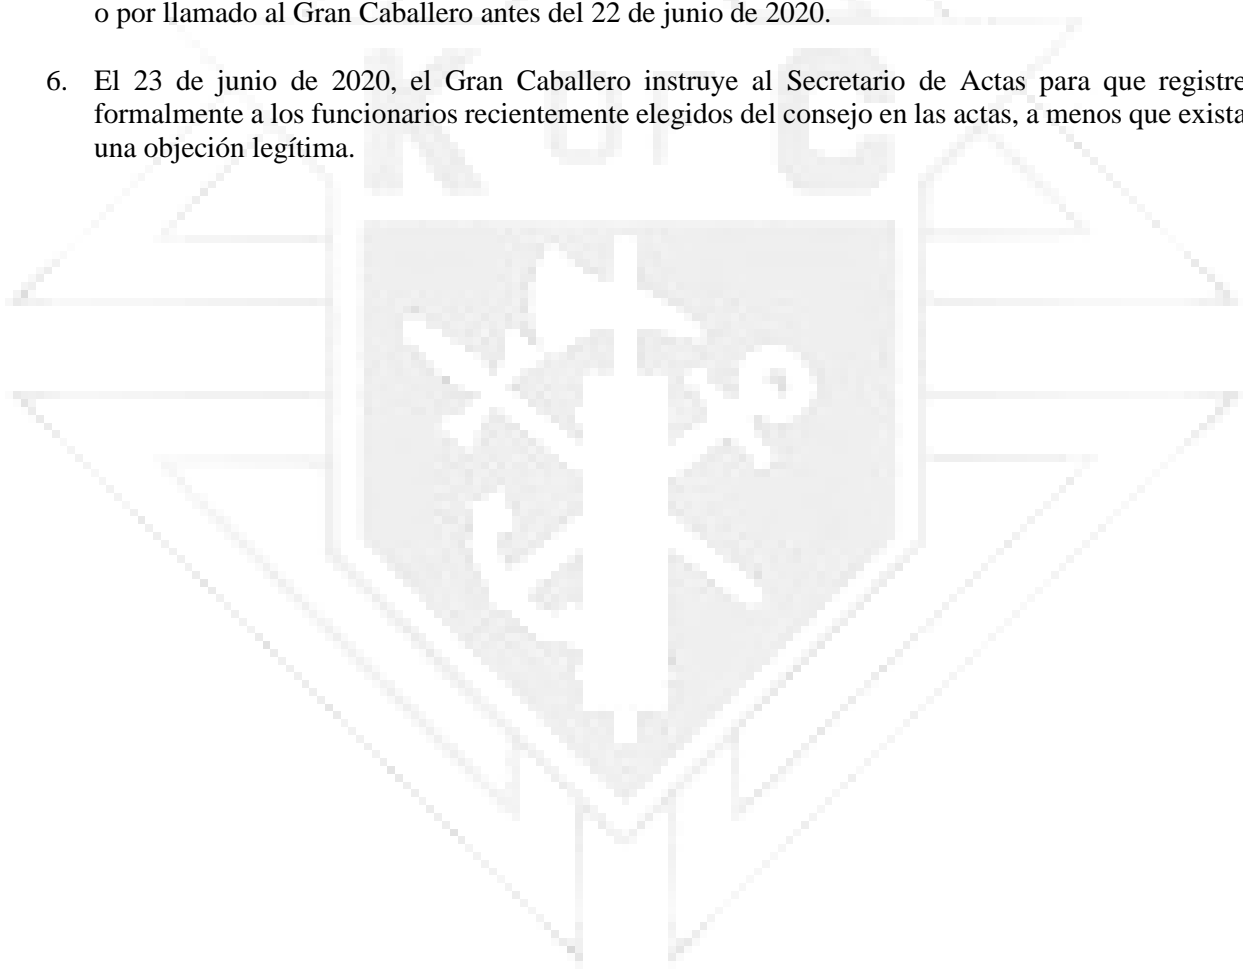 o por llamado al Gran Caballero antes del 22 de junio de 2020.
6. El 23 de junio de 2020, el Gran Caballero instruye al Secretario de Actas para que registre
formalmente a los funcionarios recientemente elegidos del consejo en las actas, a menos que exista
una objeción legítima.
K OF C